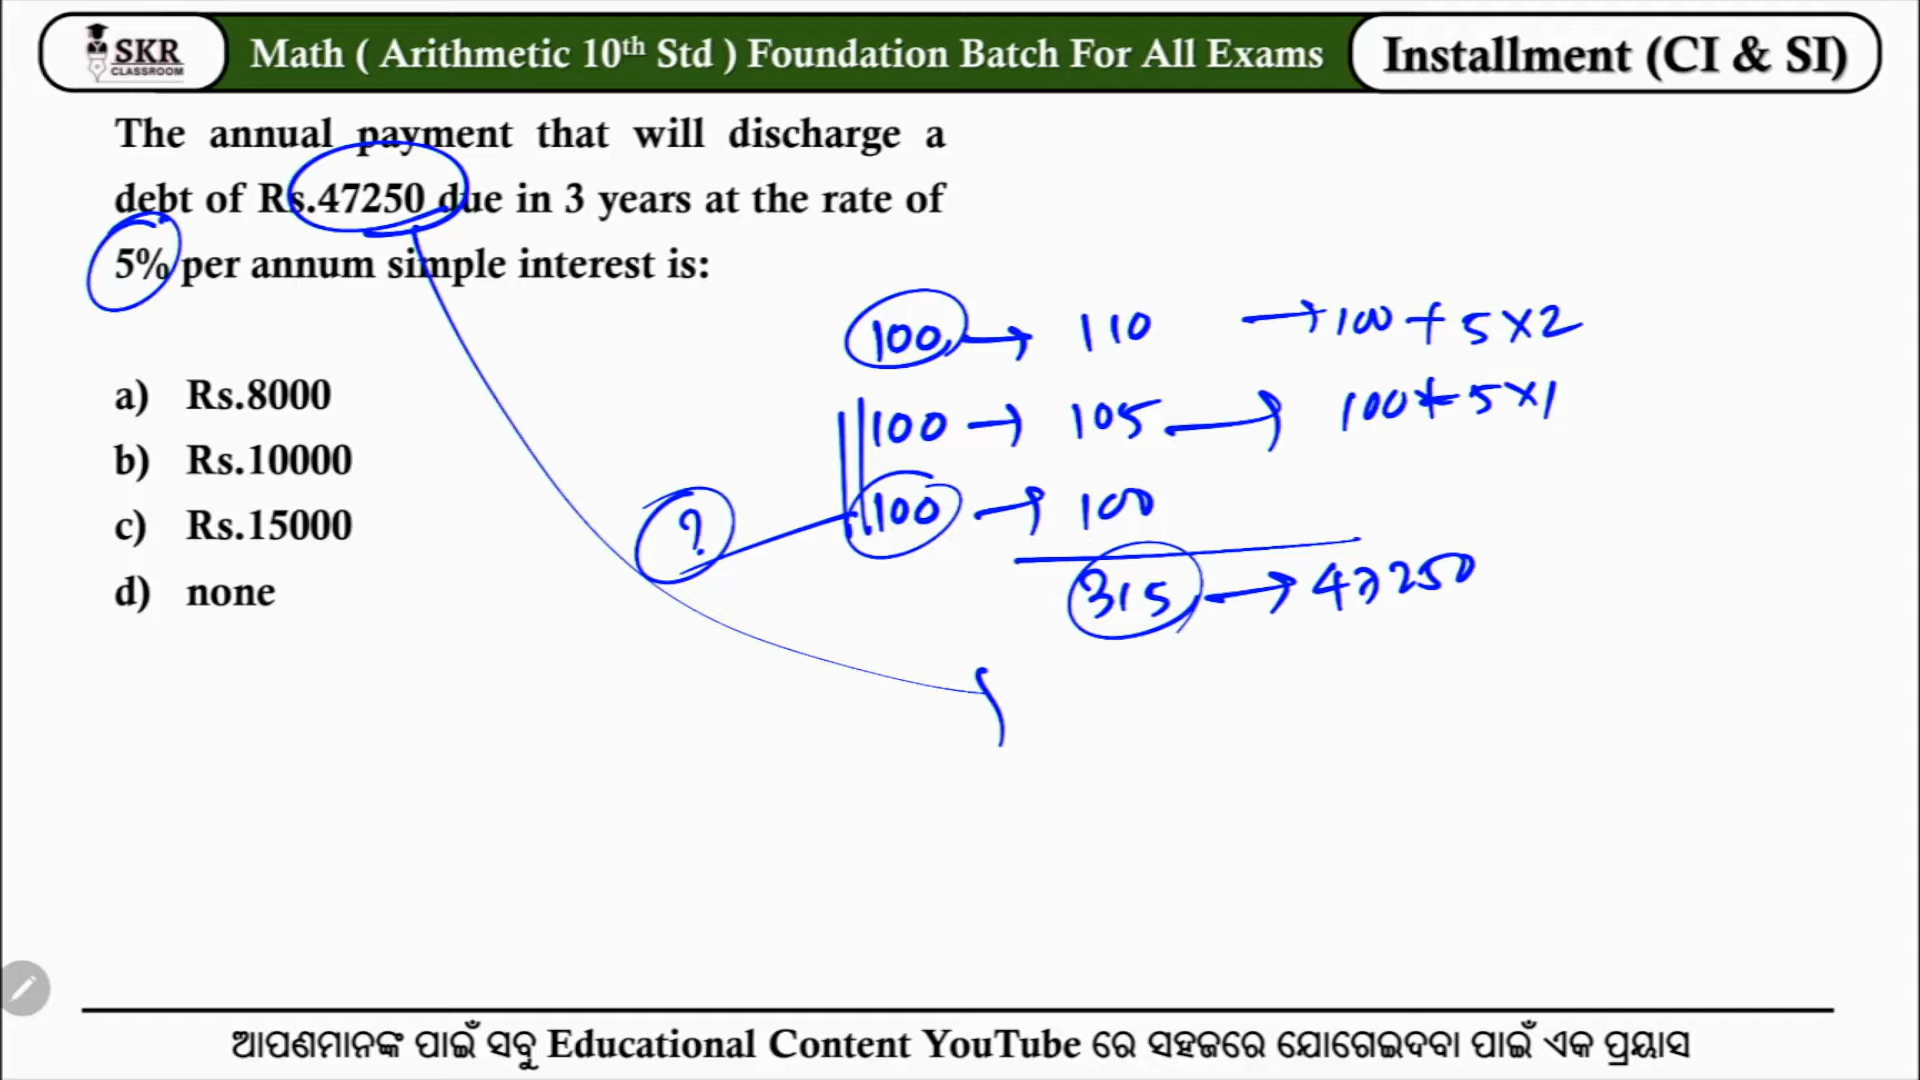 SKR
CLASSROOM
Math ( Arithmetic 10th Std ) Foundation Batch For All Exams
Installment (CI & SI)
The annual payment that will discharge a
debt of Rs.47250 due in 3 years at the rate of
5% per annum simple interest is:
a) Rs.8000
b) Rs.10000
c) Rs.15000
d) none
100 → 110 → 100 + 5×2
100 → 105 → 100+5×1
? 100 → 100
315 → 47250
ଆପଣମାନଙ୍କ ପାଇଁ ସବୁ Educational Content YouTube ରେ ସହଜରେ ଯୋଗେଇଦବା ପାଇଁ ଏକ ପ୍ରୟାସ